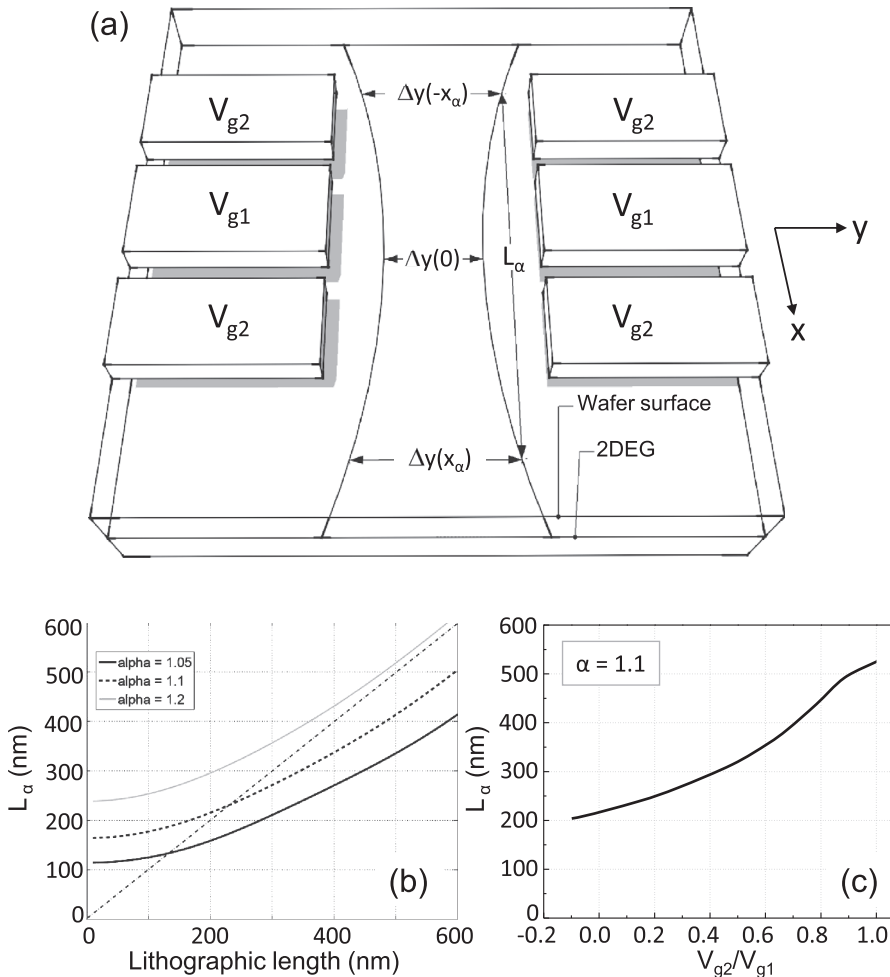 (a)
Δy(-xα)
Vg2
Vg2
Vg1
Vg1
Δy(0)
Lα
y
Vg2
Vg2
x
Wafer surface
2DEG
Δy(xα)
600
500
400
300
200
100
0
Lα (nm)
alpha = 1.05
alpha = 1.1
alpha = 1.2
(b)
0
200
400
600
Lithographic length (nm)
600
500
400
300
200
100
0
Lα (nm)
α = 1.1
(c)
-0.2
0.0
0.2
0.4
0.6
0.8
1.0
Vg2/Vg1